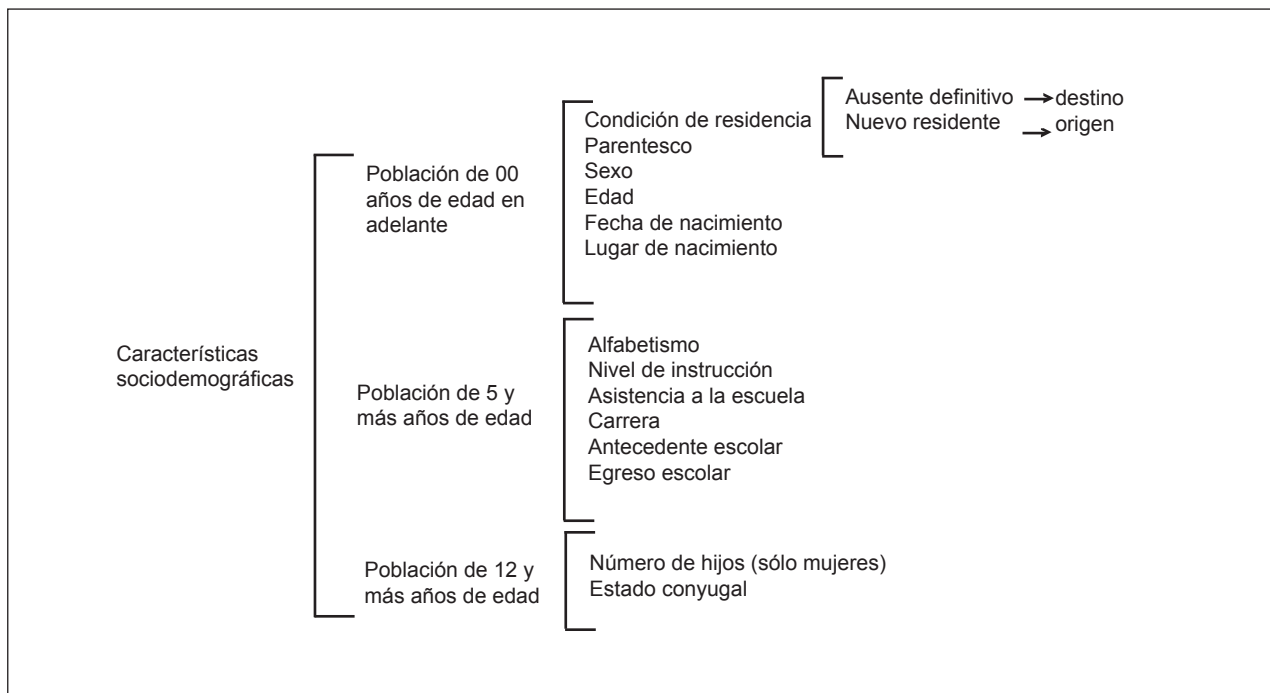 Características
sociodemográficas
Población de 00
años de edad en
adelante
Condición de residencia
Parentesco
Sexo
Edad
Fecha de nacimiento
Lugar de nacimiento
Ausente definitivo → destino
Nuevo residente → origen
Población de 5 y
más años de edad
Alfabetismo
Nivel de instrucción
Asistencia a la escuela
Carrera
Antecedente escolar
Egreso escolar
Población de 12 y
más años de edad
Número de hijos (sólo mujeres)
Estado conyugal